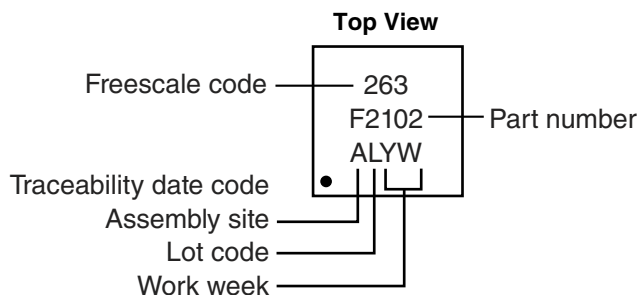 Top View
Freescale code
263
F2102
Part number
ALYW
Traceability date code
Assembly site
Lot code
Work week